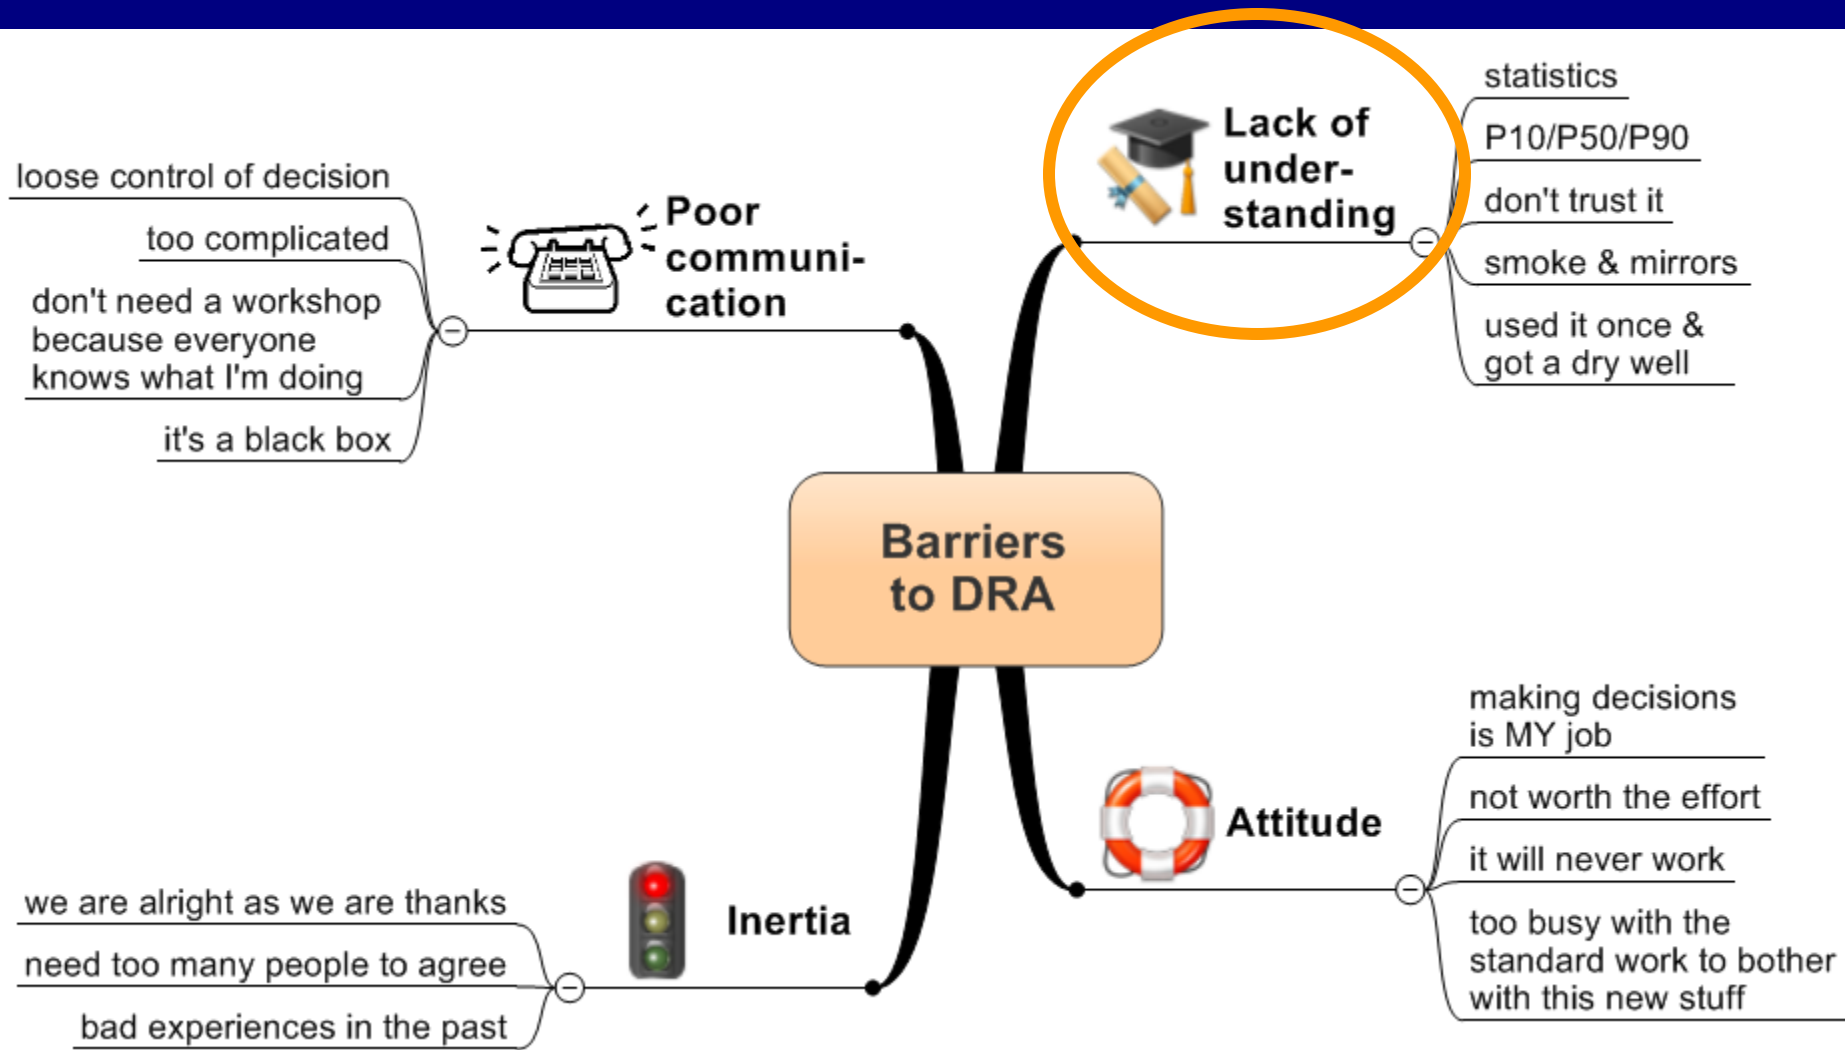 Barriers
to DRA
Lack of
under-
standing
statistics
P10/P50/P90
don't trust it
smoke & mirrors
used it once &
got a dry well
Poor
communi-
cation
loose control of decision
too complicated
don't need a workshop
because everyone
knows what I'm doing
it's a black box
Attitude
making decisions
is MY job
not worth the effort
it will never work
too busy with the
standard work to bother
with this new stuff
Inertia
we are alright as we are thanks
need too many people to agree
bad experiences in the past